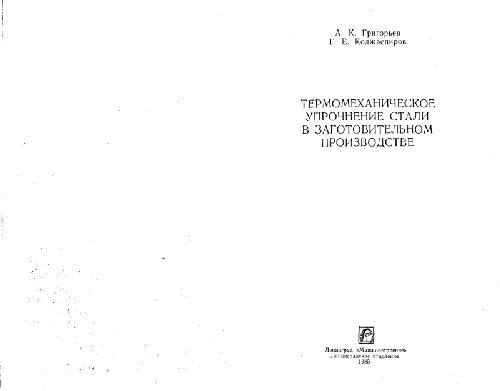 А. К. Григорьев
Г. Е. Коджаспиров
ТЕРМОМЕХАНИЧЕСКОЕ
УПРОЧНЕНИЕ СТАЛИ
В ЗАГОТОВИТЕЛЬНОМ
ПРОИЗВОДСТВЕ
Ленинград «Машиностроение»
Ленинградское отделение
1985